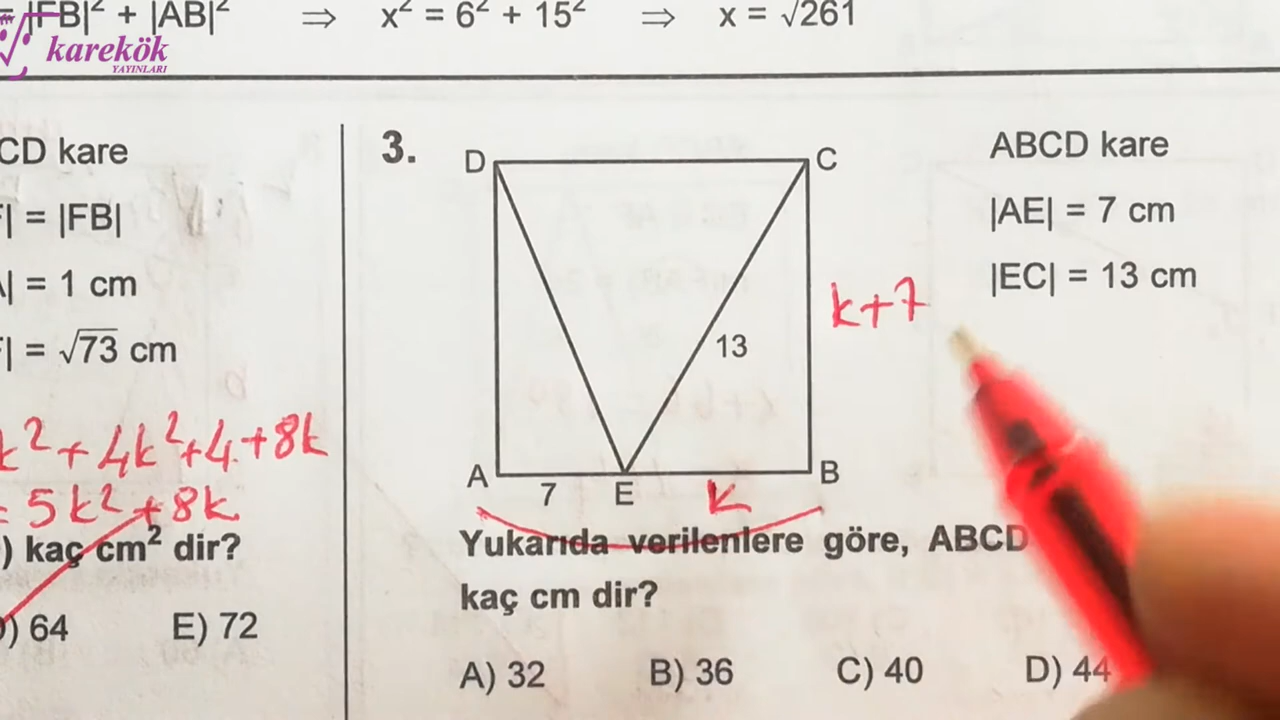 = |FB|² + |AB|² ⇒ x² = 6² + 15² ⇒ x = √261
karekök
YAYINLARI
CD kare
| = |FB|
| = 1 cm
| = √73 cm
k² + 4k² + 4 + 8k
= 5k² + 8k
) kaç cm² dir?
) 64 E) 72
3.
D C
13
k+7
A 7 E k B
ABCD kare
|AE| = 7 cm
|EC| = 13 cm
Yukarıda verilenlere göre, ABCD
kaç cm dir?
A) 32 B) 36 C) 40 D) 44